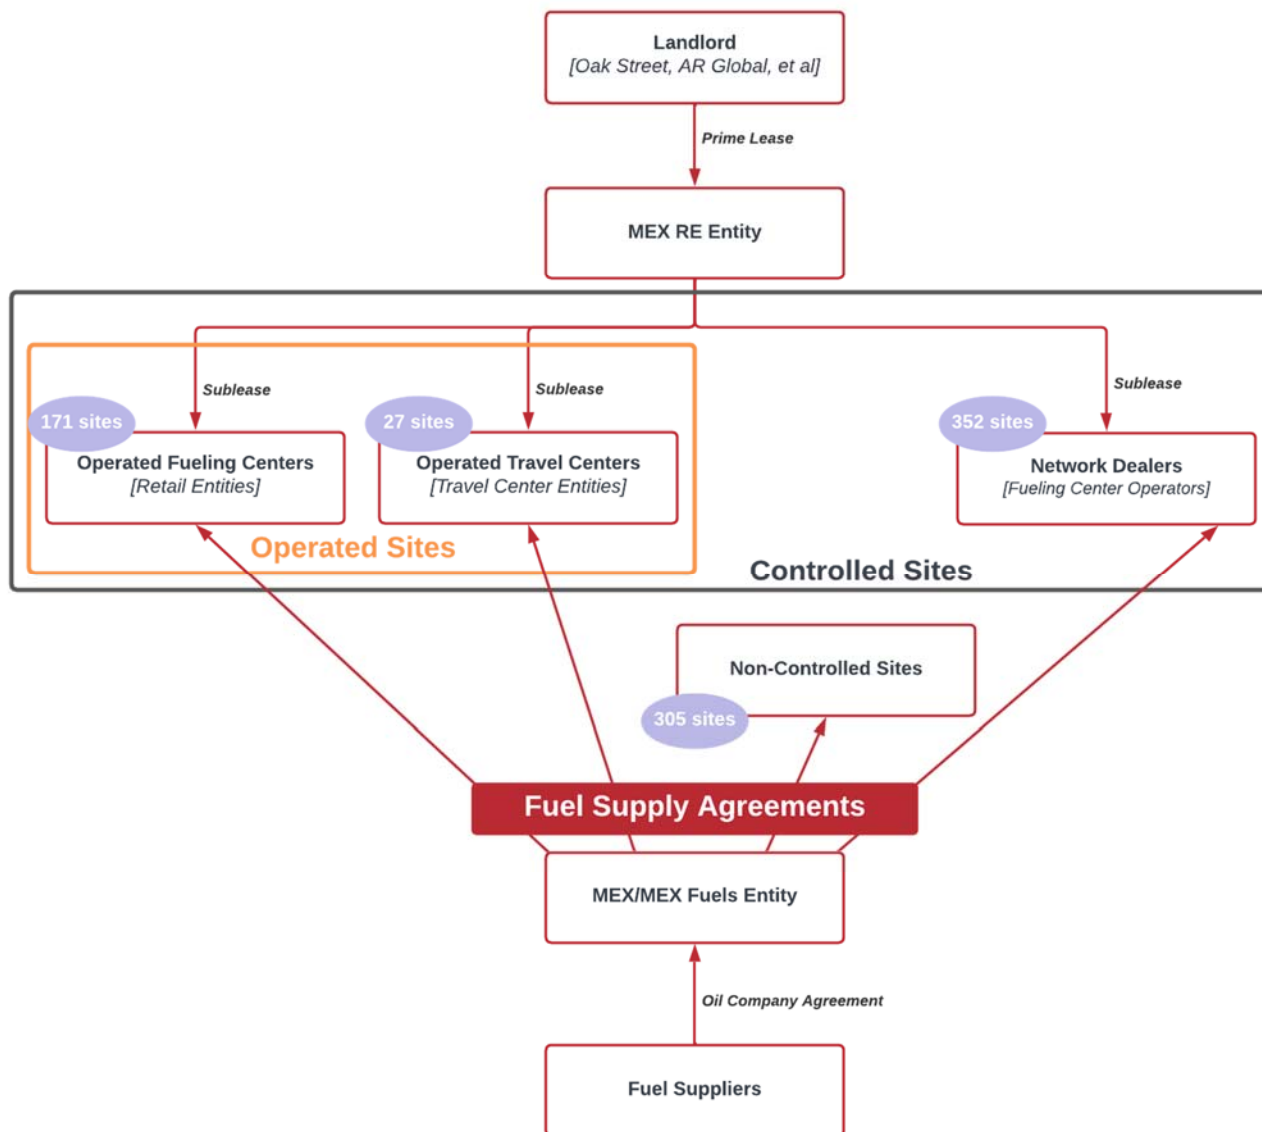 Landlord
[Oak Street, AR Global, et al]
Prime Lease
MEX RE Entity
Sublease
Sublease
Sublease
171 sites
27 sites
352 sites
Operated Fueling Centers
[Retail Entities]
Operated Travel Centers
[Travel Center Entities]
Network Dealers
[Fueling Center Operators]
Operated Sites
Controlled Sites
Non-Controlled Sites
305 sites
Fuel Supply Agreements
MEX/MEX Fuels Entity
Oil Company Agreement
Fuel Suppliers